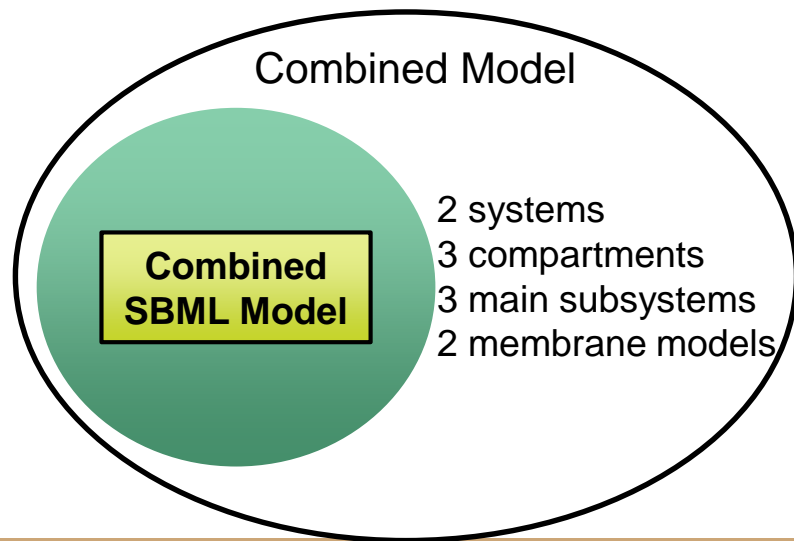 Combined Model
2 systems
3 compartments
3 main subsystems
2 membrane models
Combined
SBML Model